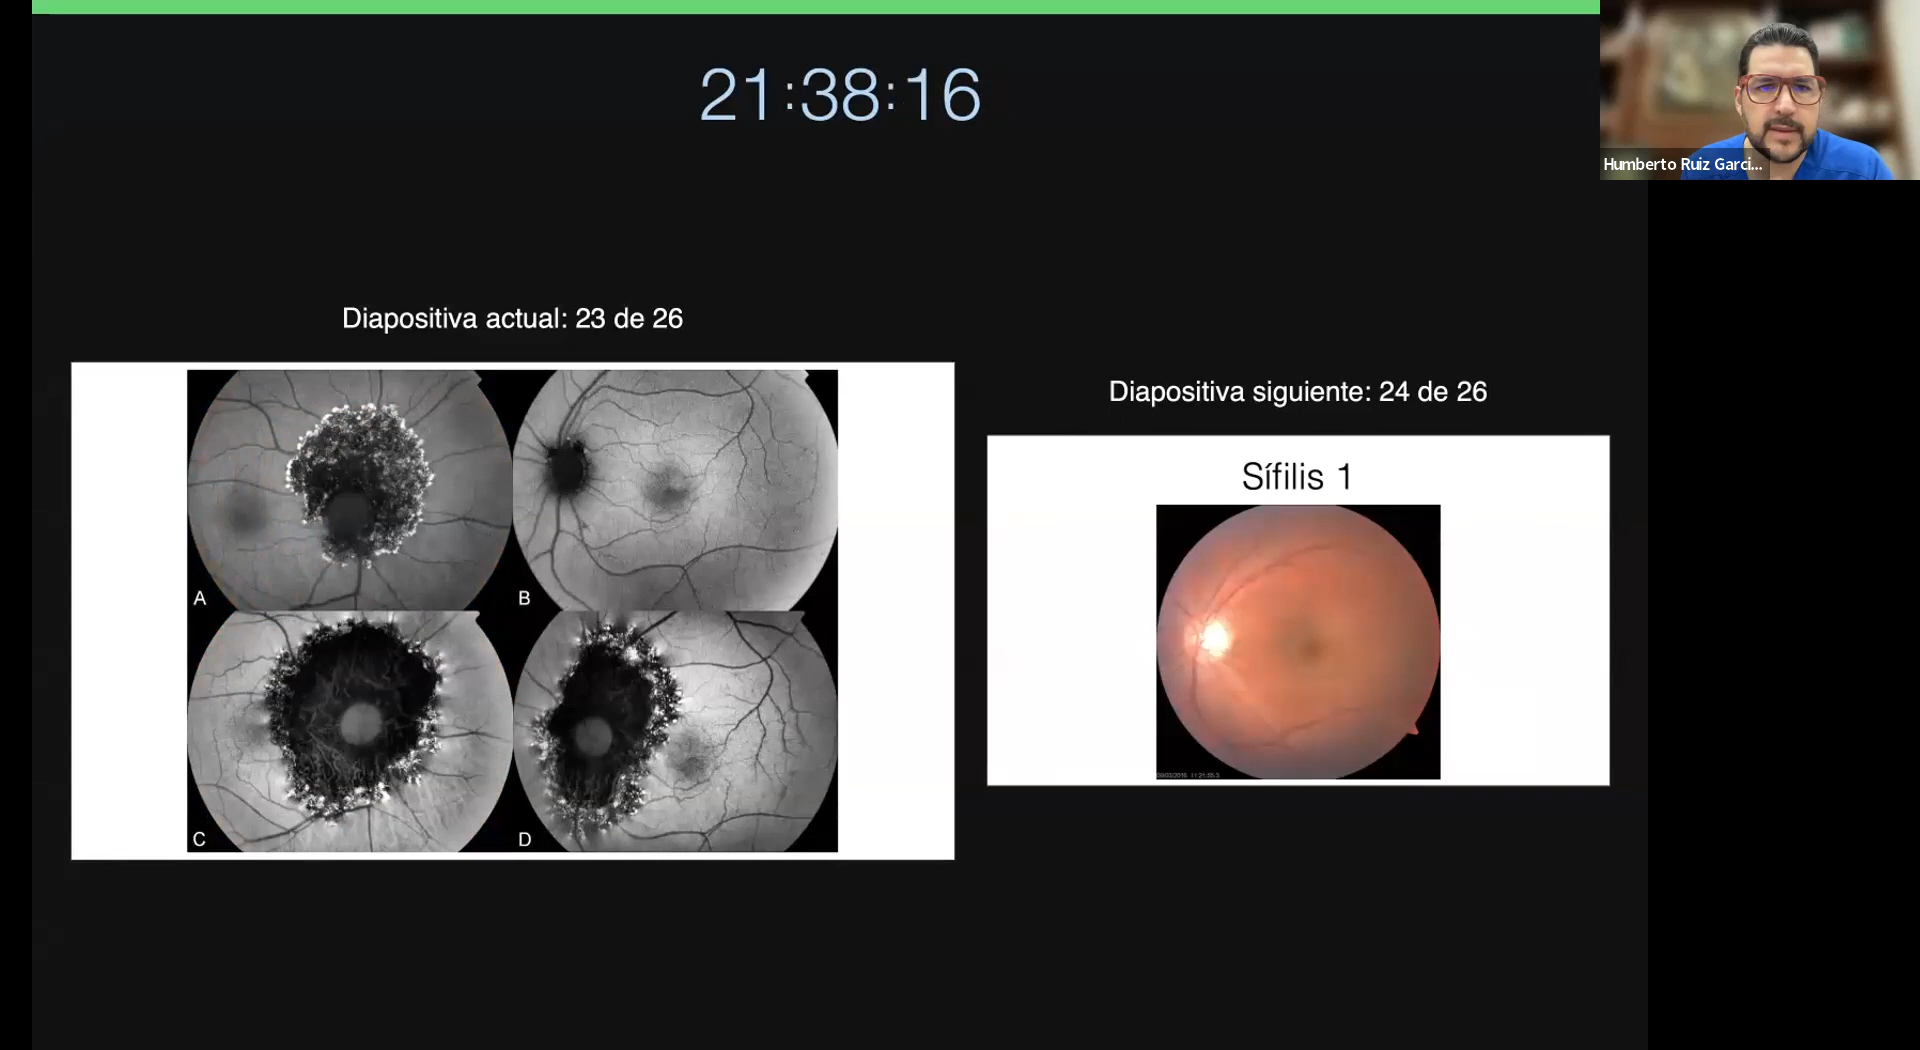 21:38:16
Humberto Ruiz Garci...
Diapositiva actual: 23 de 26
Diapositiva siguiente: 24 de 26
A
B
C
D
Sífilis 1